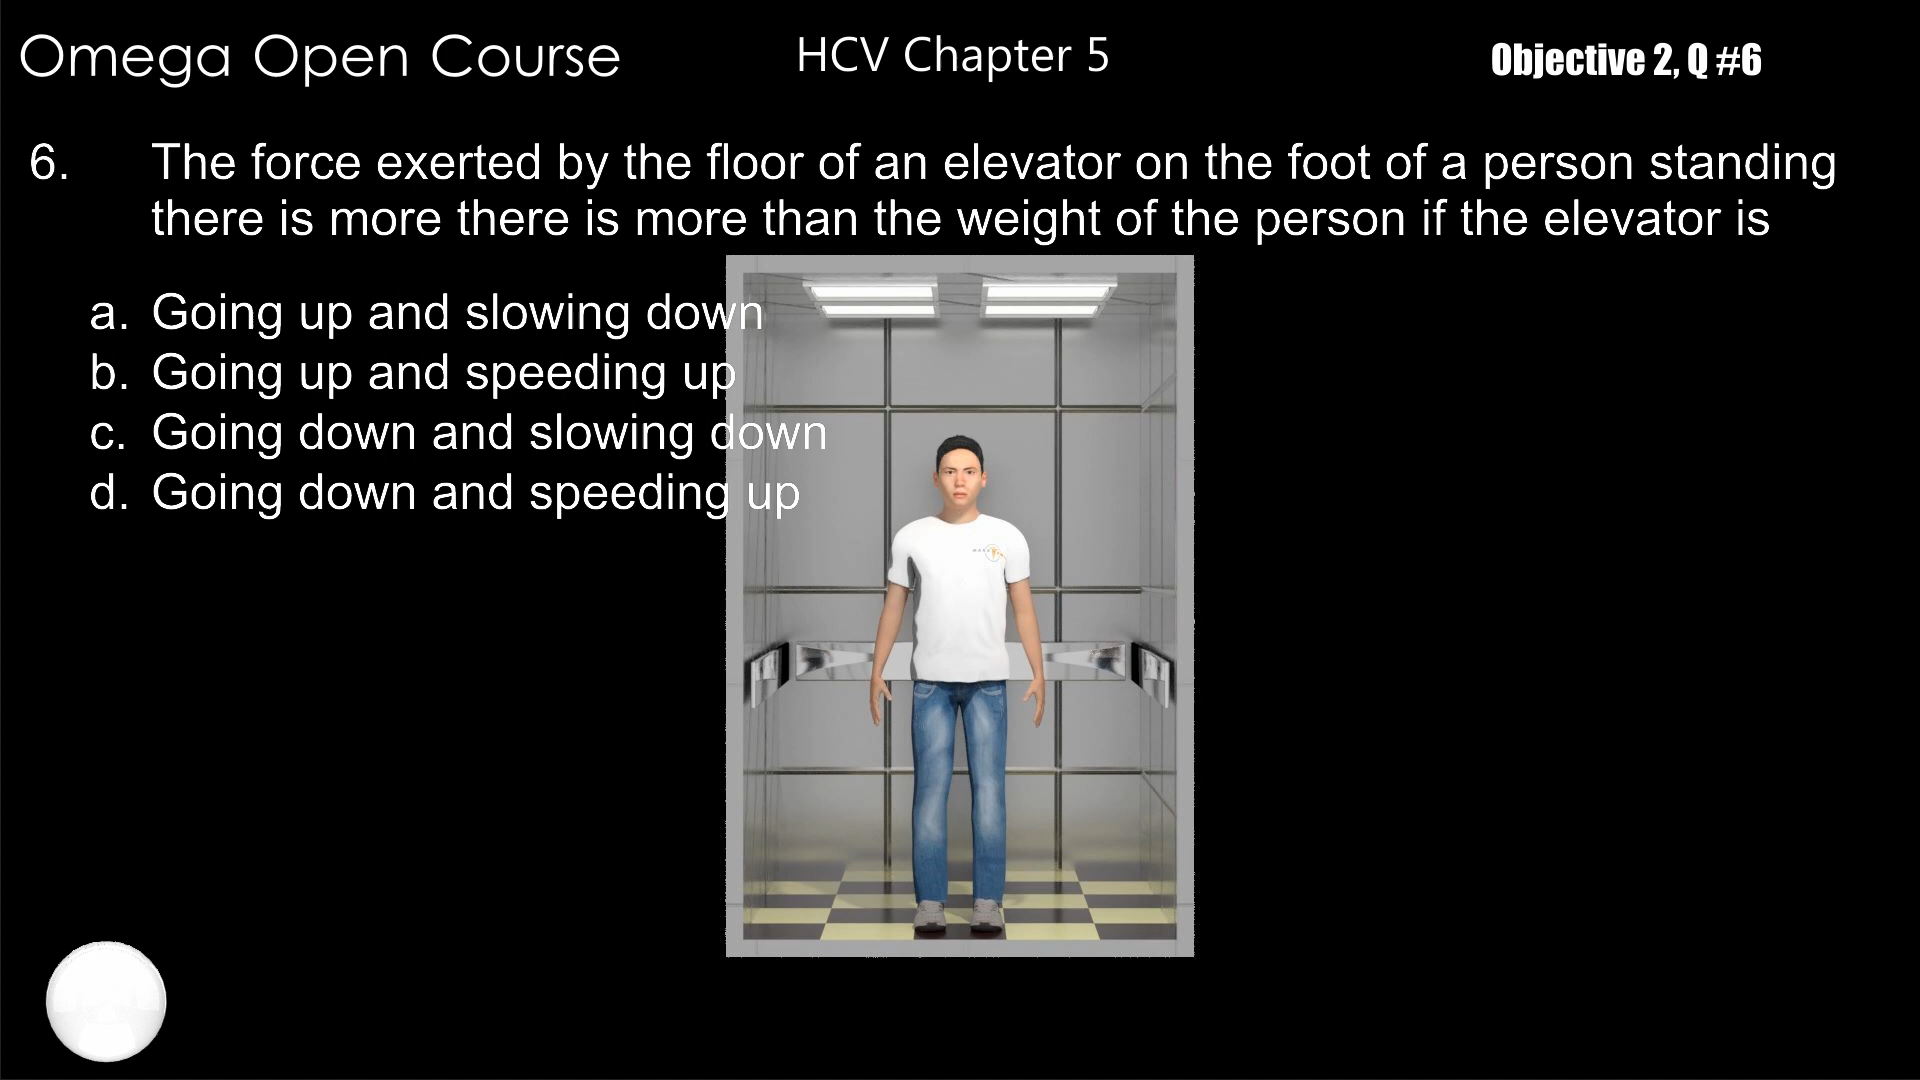 Omega Open Course
HCV Chapter 5
Objective 2, Q #6
6. The force exerted by the floor of an elevator on the foot of a person standing
there is more there is more than the weight of the person if the elevator is
a. Going up and slowing down
b. Going up and speeding up
c. Going down and slowing down
d. Going down and speeding up